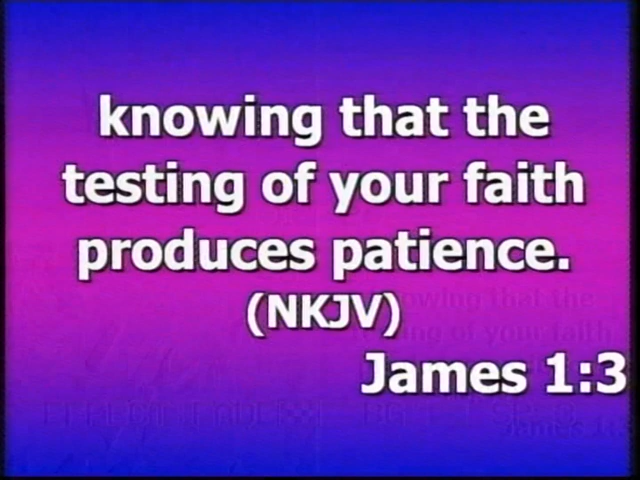 knowing that the
testing of your faith
produces patience.
(NKJV)
James 1:3